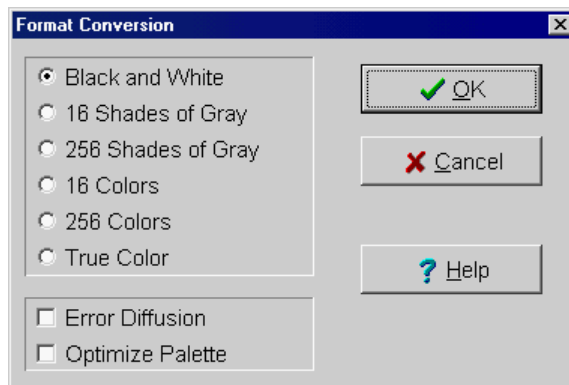 Format Conversion
Black and White
16 Shades of Gray
256 Shades of Gray
16 Colors
256 Colors
True Color
Error Diffusion
Optimize Palette
OK
Cancel
? Help